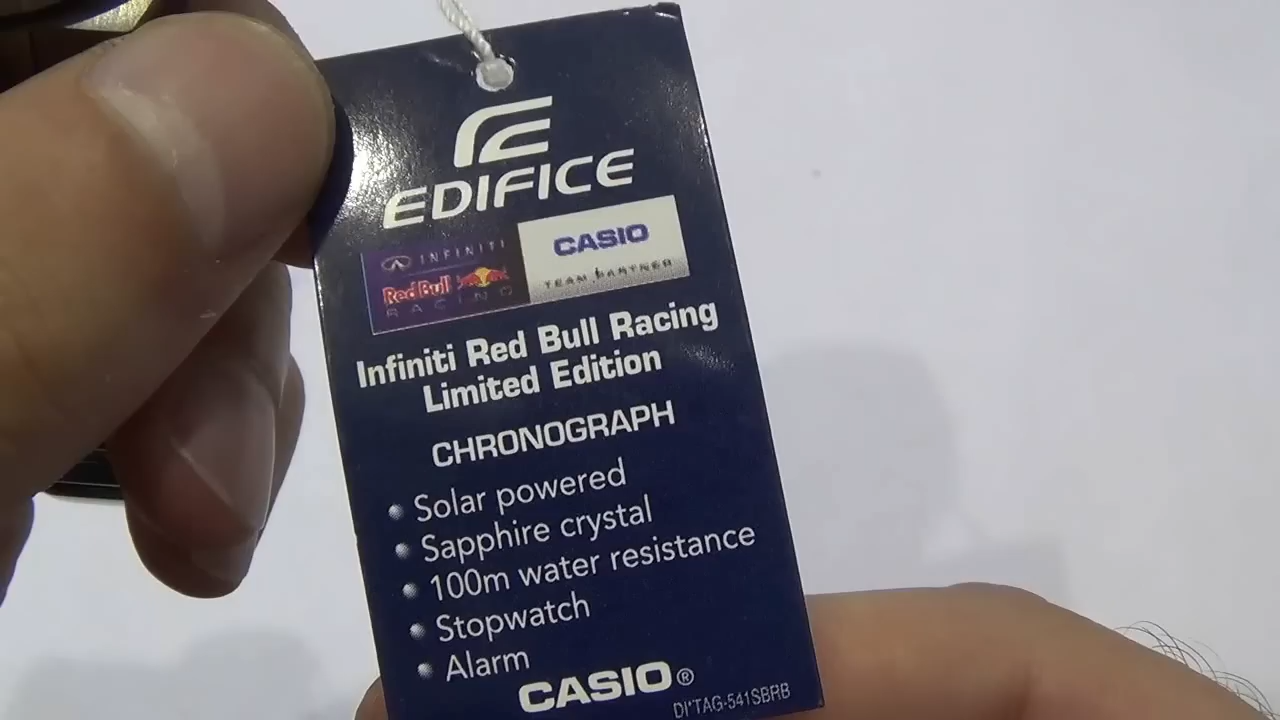 EDIFICE
INFINITI
Red Bull
RACING
CASIO
TEAM PARTNER
Infiniti Red Bull Racing
Limited Edition
CHRONOGRAPH
• Solar powered
• Sapphire crystal
• 100m water resistance
• Stopwatch
• Alarm
CASIO®
DI*TAG-541SBRB